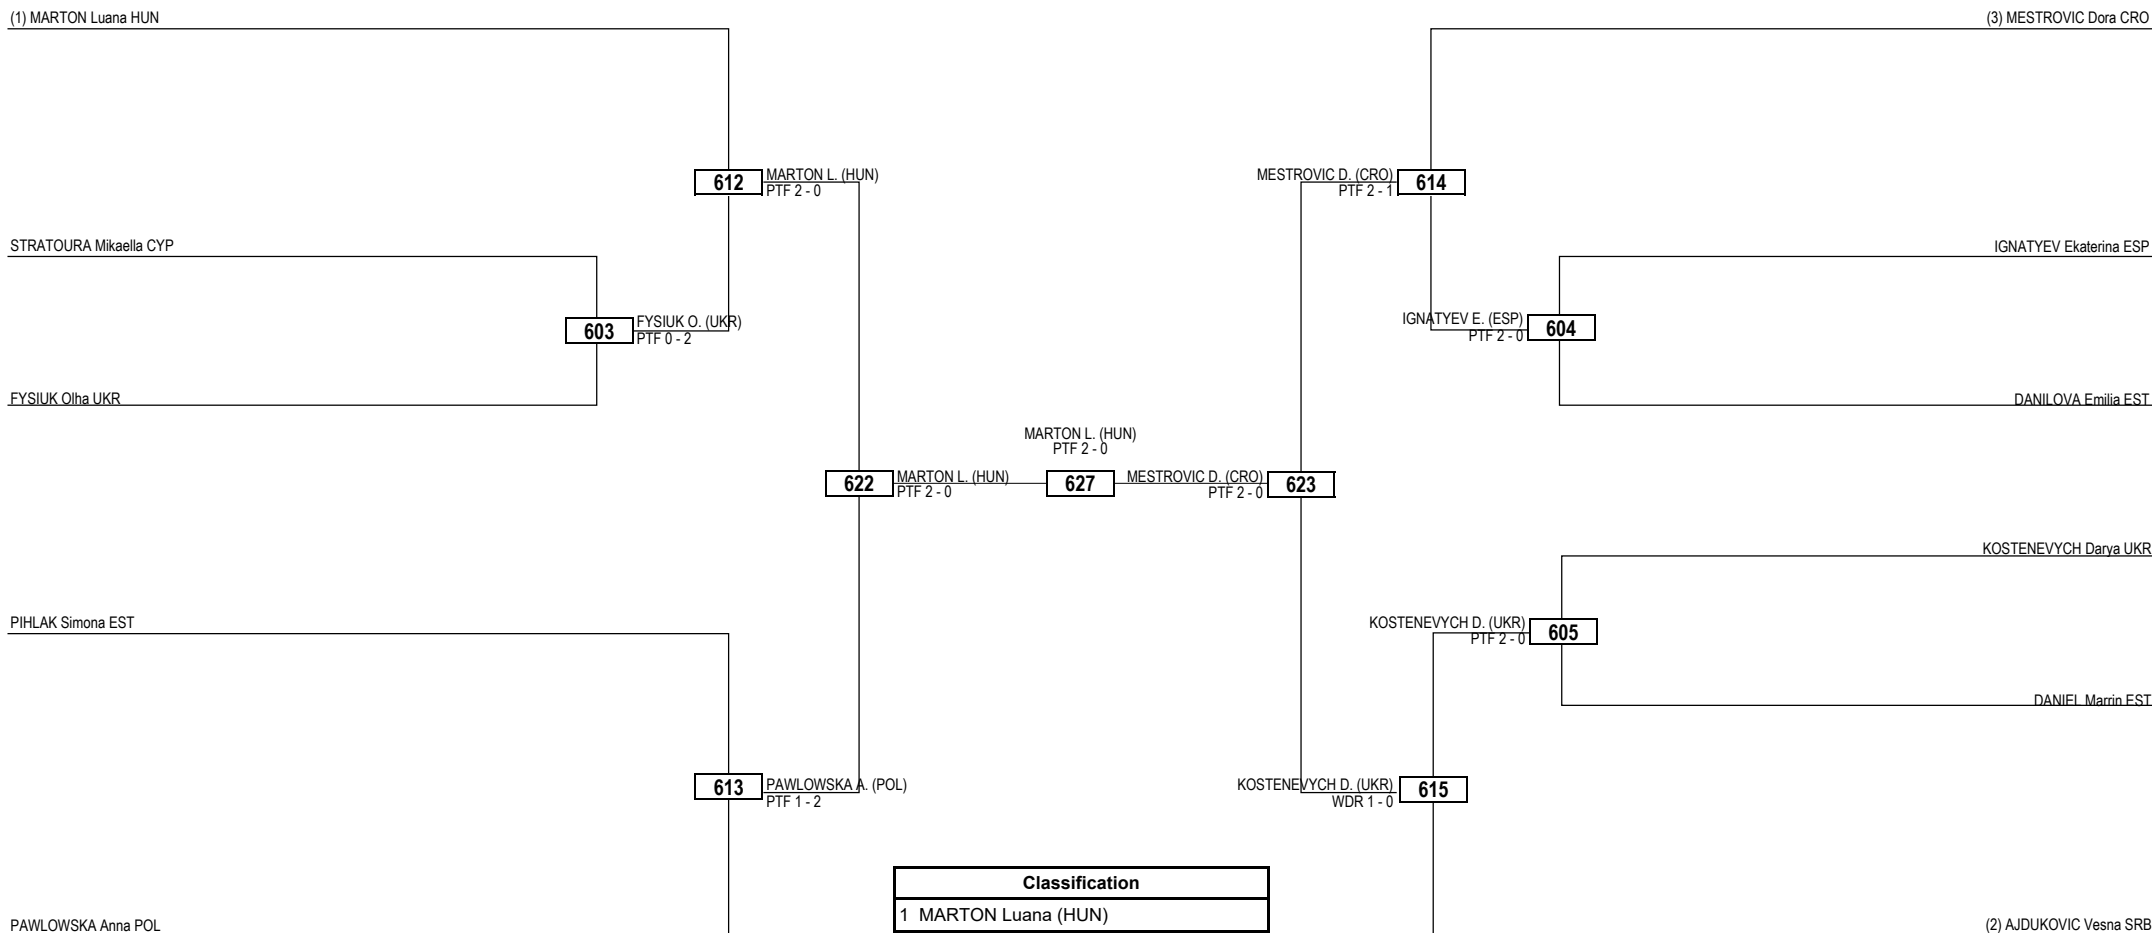 (1) MARTON Luana HUN
(3) MESTROVIC Dora CRO
612
MARTON L. (HUN)
PTF 2 - 0
MESTROVIC D. (CRO)
PTF 2 - 1
614
STRATOURA Mikaella CYP
IGNATYEV Ekaterina ESP
603
FYSIUK O. (UKR)
PTF 0 - 2
IGNATYEV E. (ESP)
PTF 2 - 0
604
FYSIUK Olha UKR
DANILOVA Emilia EST
MARTON L. (HUN)
PTF 2 - 0
622
MARTON L. (HUN)
PTF 2 - 0
627
MESTROVIC D. (CRO)
PTF 2 - 0
623
KOSTENEVYCH Darya UKR
PIHLAK Simona EST
KOSTENEVYCH D. (UKR)
PTF 2 - 0
605
DANIEL Marrin EST
613
PAWLOWSKA A. (POL)
PTF 1 - 2
KOSTENEVYCH D. (UKR)
WDR 1 - 0
615
Classification
1 MARTON Luana (HUN)
PAWLOWSKA Anna POL
(2) AJDUKOVIC Vesna SRB